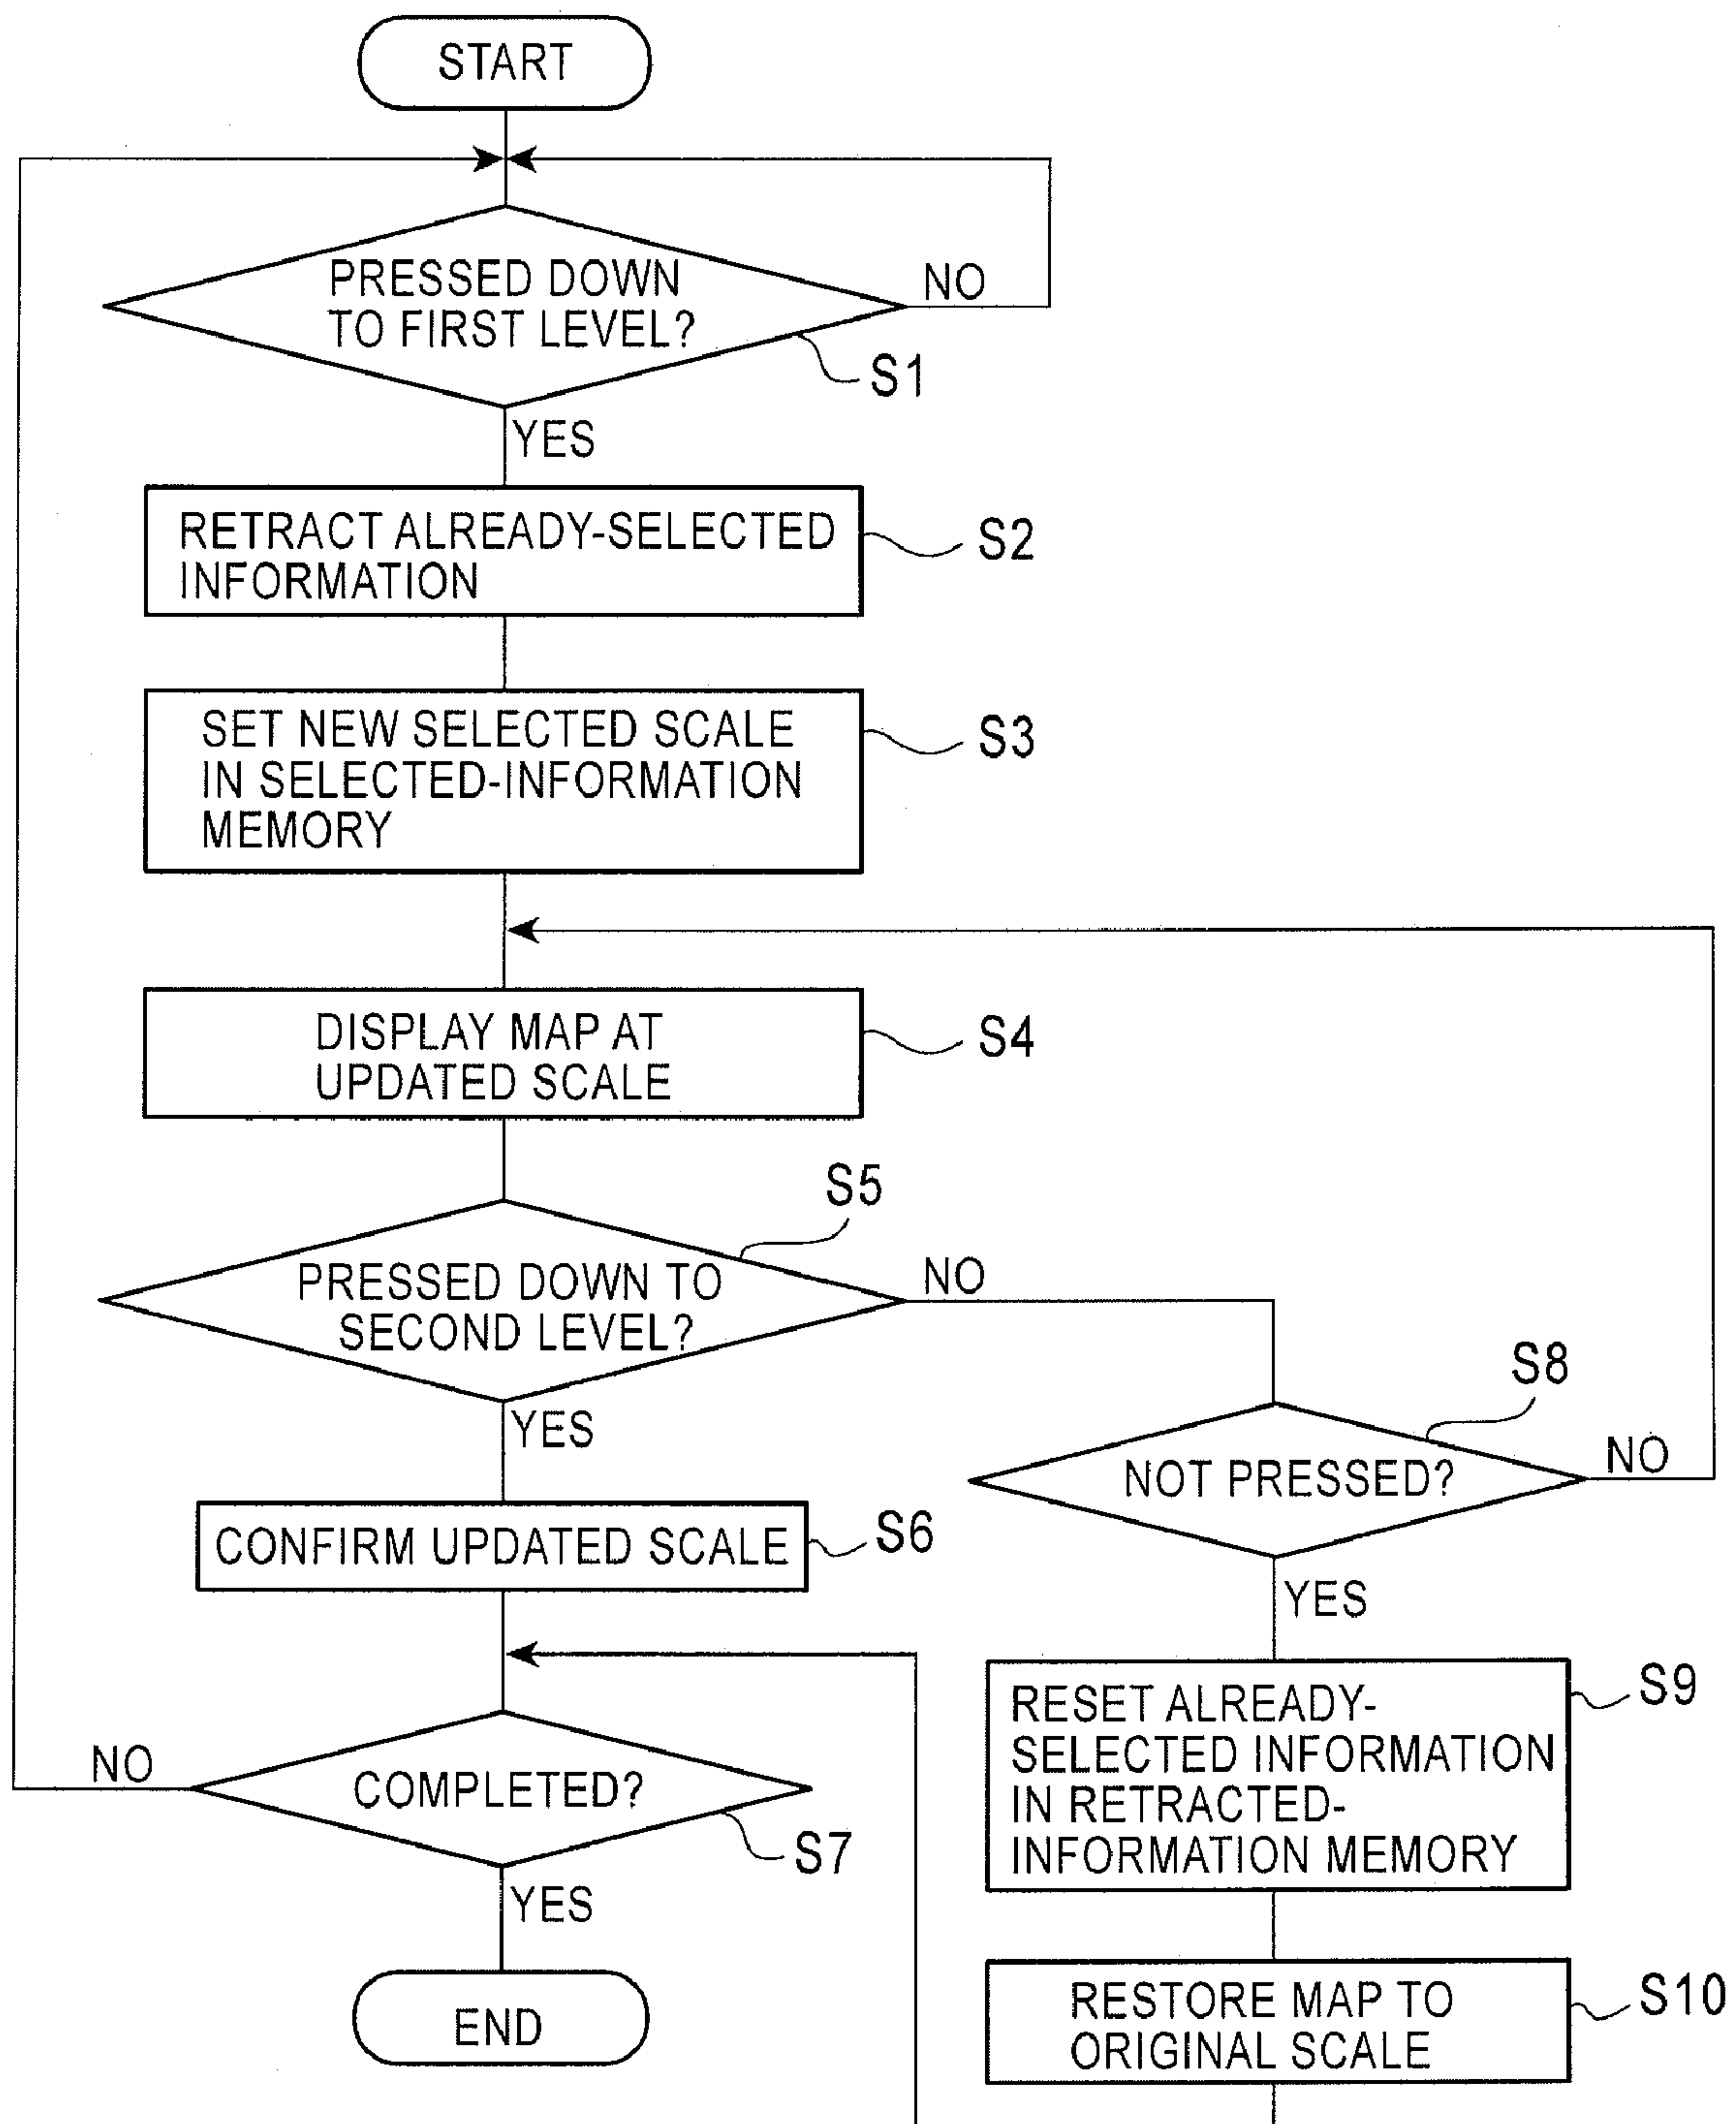 START
PRESSED DOWN
TO FIRST LEVEL?
NO
S1
YES
RETRACT ALREADY-SELECTED
INFORMATION
S2
SET NEW SELECTED SCALE
IN SELECTED-INFORMATION
MEMORY
S3
DISPLAY MAP AT
UPDATED SCALE
S4
S5
PRESSED DOWN TO
SECOND LEVEL?
NO
YES
S8
NOT PRESSED?
NO
YES
CONFIRM UPDATED SCALE
S6
COMPLETED?
NO
S7
YES
END
RESET ALREADY-
SELECTED INFORMATION
IN RETRACTED-
INFORMATION MEMORY
S9
RESTORE MAP TO
ORIGINAL SCALE
S10